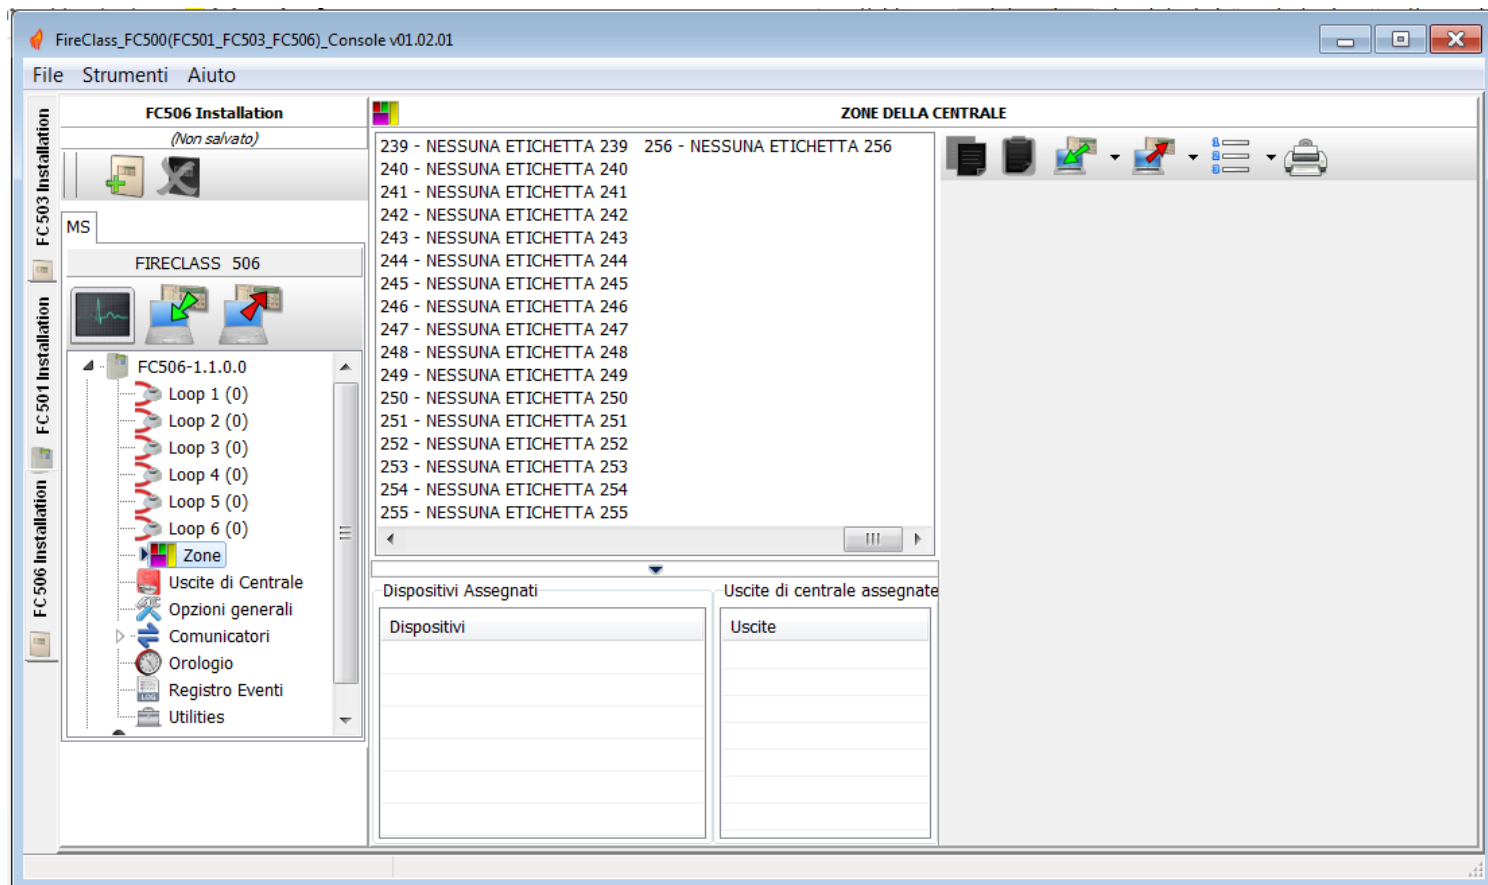 FireClass_FC500(FC501_FC503_FC506)_Console v01.02.01
File Strumenti Aiuto
FC503 Installation
FC501 Installation
FC506 Installation
FC506 Installation
(Non salvato)
MS
FIRECLASS 506
FC506-1.1.0.0
Loop 1 (0)
Loop 2 (0)
Loop 3 (0)
Loop 4 (0)
Loop 5 (0)
Loop 6 (0)
Zone
Uscite di Centrale
Opzioni generali
Comunicatori
Orologio
LOG
Registro Eventi
Utilities
ZONE DELLA CENTRALE
239 - NESSUNA ETICHETTA 239 256 - NESSUNA ETICHETTA 256
240 - NESSUNA ETICHETTA 240
241 - NESSUNA ETICHETTA 241
242 - NESSUNA ETICHETTA 242
243 - NESSUNA ETICHETTA 243
244 - NESSUNA ETICHETTA 244
245 - NESSUNA ETICHETTA 245
246 - NESSUNA ETICHETTA 246
247 - NESSUNA ETICHETTA 247
248 - NESSUNA ETICHETTA 248
249 - NESSUNA ETICHETTA 249
250 - NESSUNA ETICHETTA 250
251 - NESSUNA ETICHETTA 251
252 - NESSUNA ETICHETTA 252
253 - NESSUNA ETICHETTA 253
254 - NESSUNA ETICHETTA 254
255 - NESSUNA ETICHETTA 255
Dispositivi Assegnati
Dispositivi
Uscite di centrale assegnate
Uscite